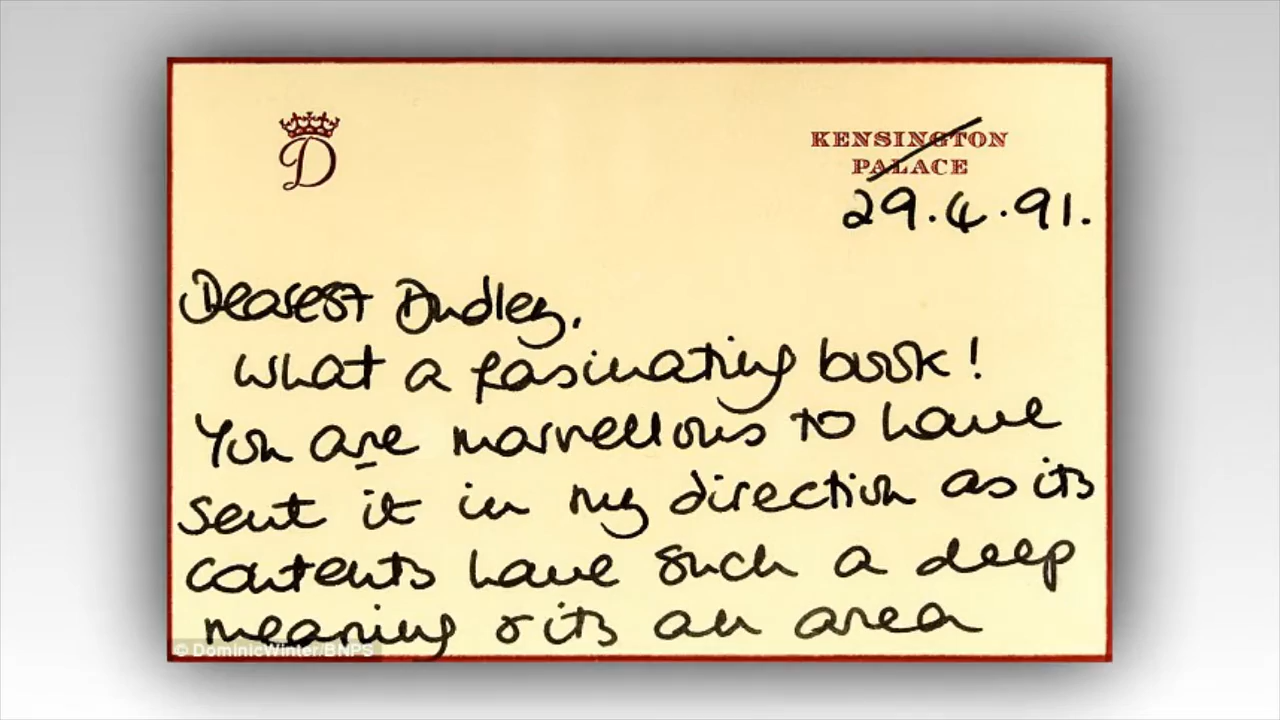 D
KENSINGTON
PALACE
29.4.91.
Dearest Dudley.
What a fascinating book!
You are marvellous to have
sent it in my direction as its
contents have such a deep
meaning & its an area
© DominicWinter/BNPS